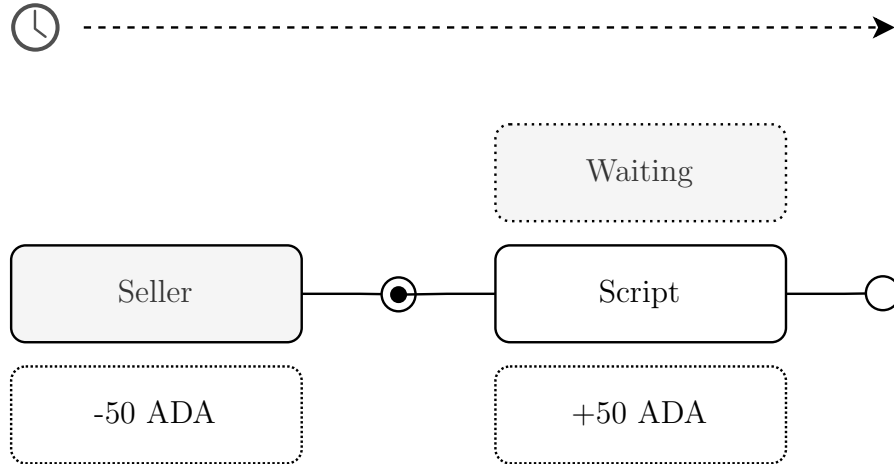 Waiting
Seller
Script
-50 ADA
+50 ADA